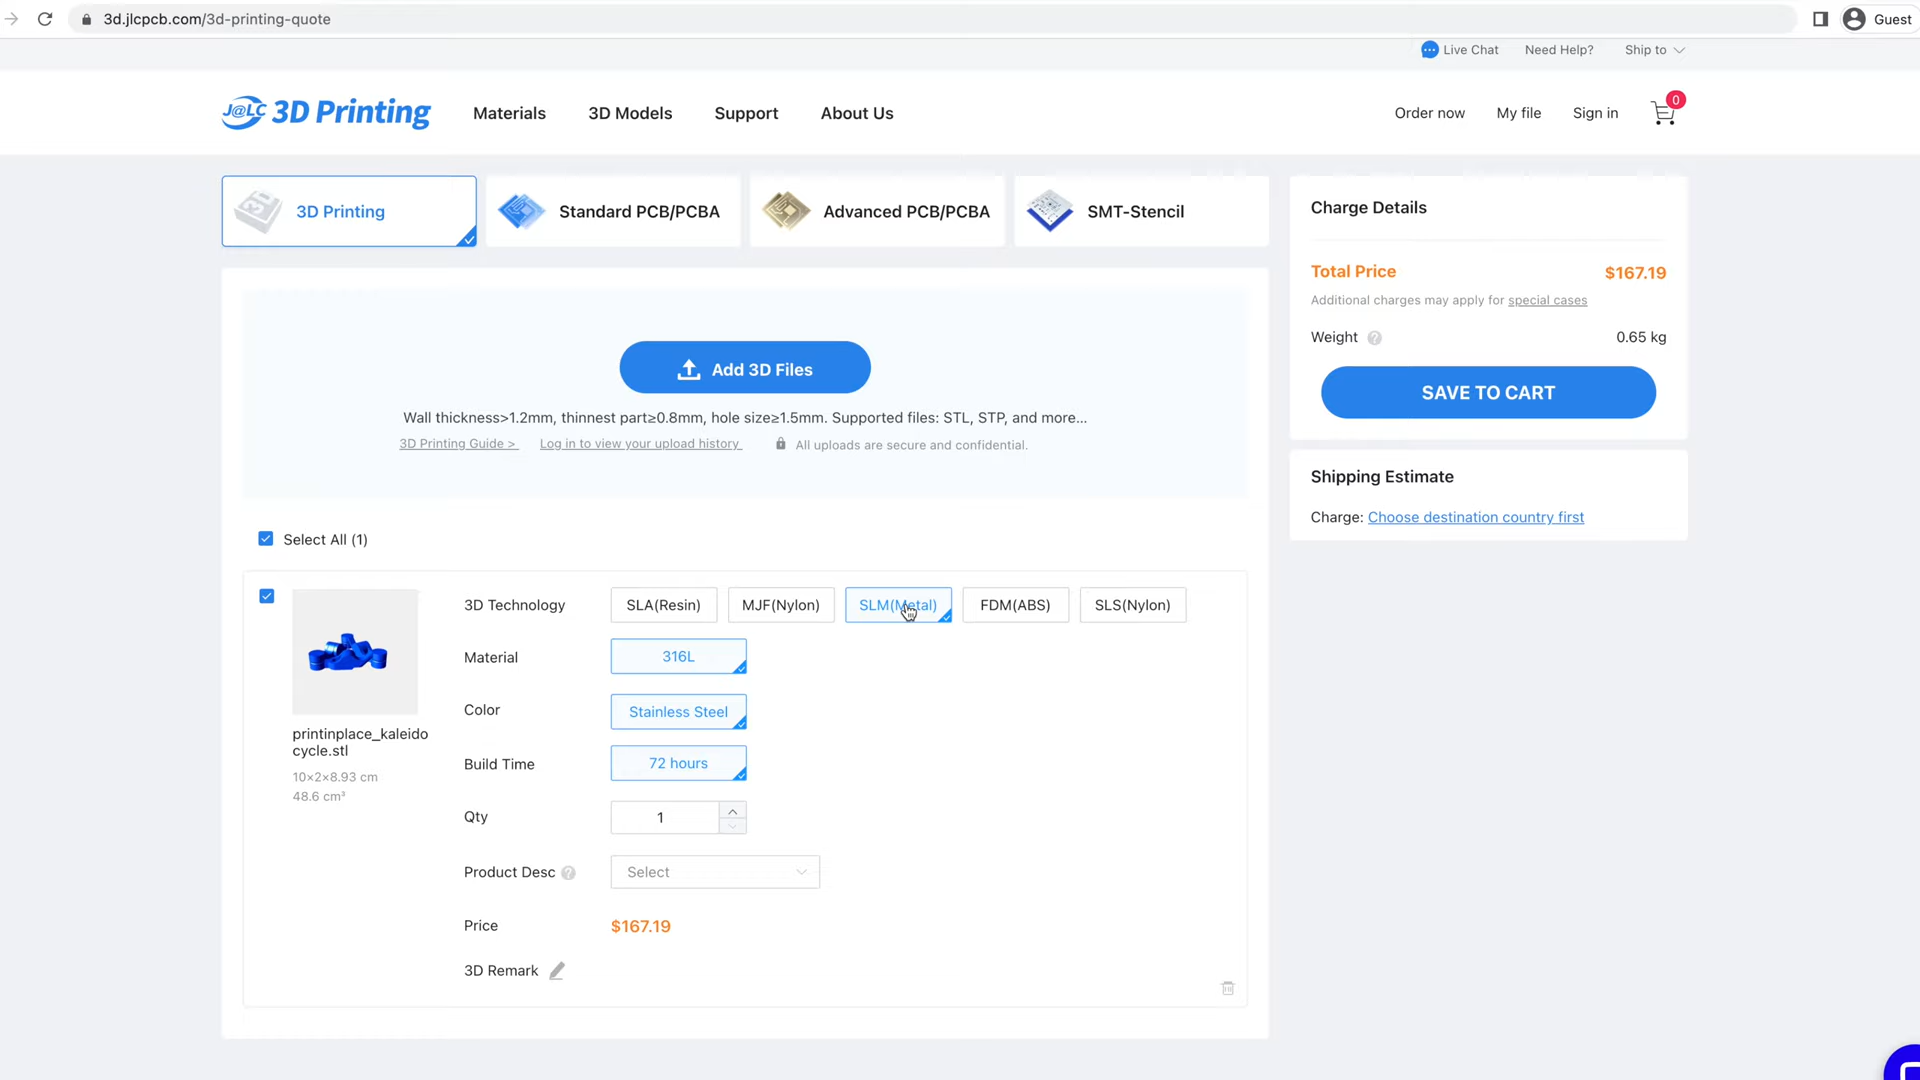 3d.jlcpcb.com/3d-printing-quote
Guest
Live Chat
Need Help?
Ship to
J@LC 3D Printing
Materials
3D Models
Support
About Us
Order now
My file
Sign in
0
3D Printing
Standard PCB/PCBA
Advanced PCB/PCBA
SMT-Stencil
Charge Details
Total Price
$167.19
Additional charges may apply for special cases
Weight ?
0.65 kg
SAVE TO CART
Shipping Estimate
Charge: Choose destination country first
Add 3D Files
Wall thickness>1.2mm, thinnest part≥0.8mm, hole size≥1.5mm. Supported files: STL, STP, and more...
3D Printing Guide >
Log in to view your upload history
All uploads are secure and confidential.
Select All (1)
printinplace_kaleido
cycle.stl
10×2×8.93 cm
48.6 cm³
3D Technology
SLA(Resin)
MJF(Nylon)
SLM(Metal)
FDM(ABS)
SLS(Nylon)
Material
316L
Color
Stainless Steel
Build Time
72 hours
Qty
1
Product Desc ?
Select
Price
$167.19
3D Remark